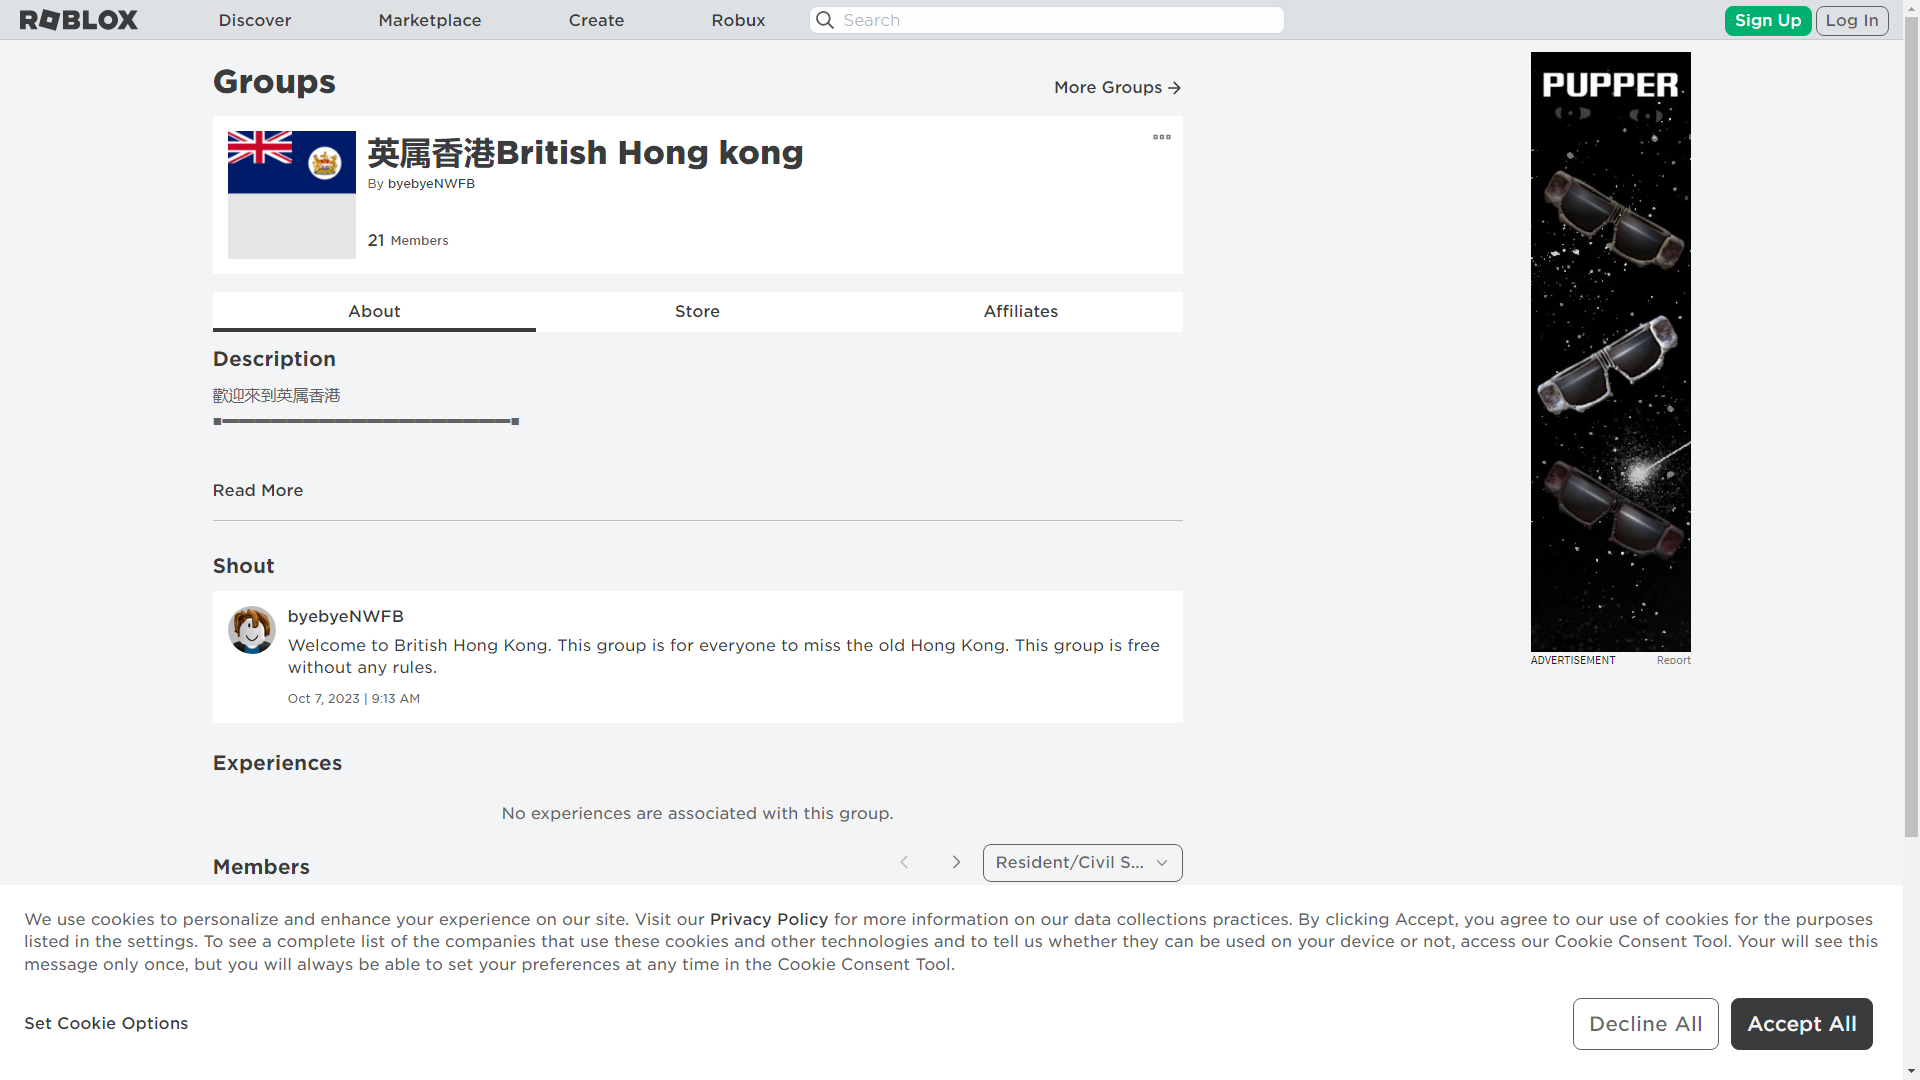 ROBLOX
Discover
Marketplace
Create
Robux
Search
Sign Up
Log In
Groups
More Groups
英属香港British Hong kong
By byebyeNWFB
21 Members
About
Store
Affiliates
Description
歡迎來到英属香港
■━━━━━━━━━━━━━━━━━━■
Read More
Shout
byebyeNWFB
Welcome to British Hong Kong. This group is for everyone to miss the old Hong Kong. This group is free
without any rules.
Oct 7, 2023 | 9:13 AM
Experiences
No experiences are associated with this group.
Members
Resident/Civil S...
PUPPER
ADVERTISEMENT
Report
We use cookies to personalize and enhance your experience on our site. Visit our Privacy Policy for more information on our data collections practices. By clicking Accept, you agree to our use of cookies for the purposes
listed in the settings. To see a complete list of the companies that use these cookies and other technologies and to tell us whether they can be used on your device or not, access our Cookie Consent Tool. Your will see this
message only once, but you will always be able to set your preferences at any time in the Cookie Consent Tool.
Set Cookie Options
Decline All
Accept All